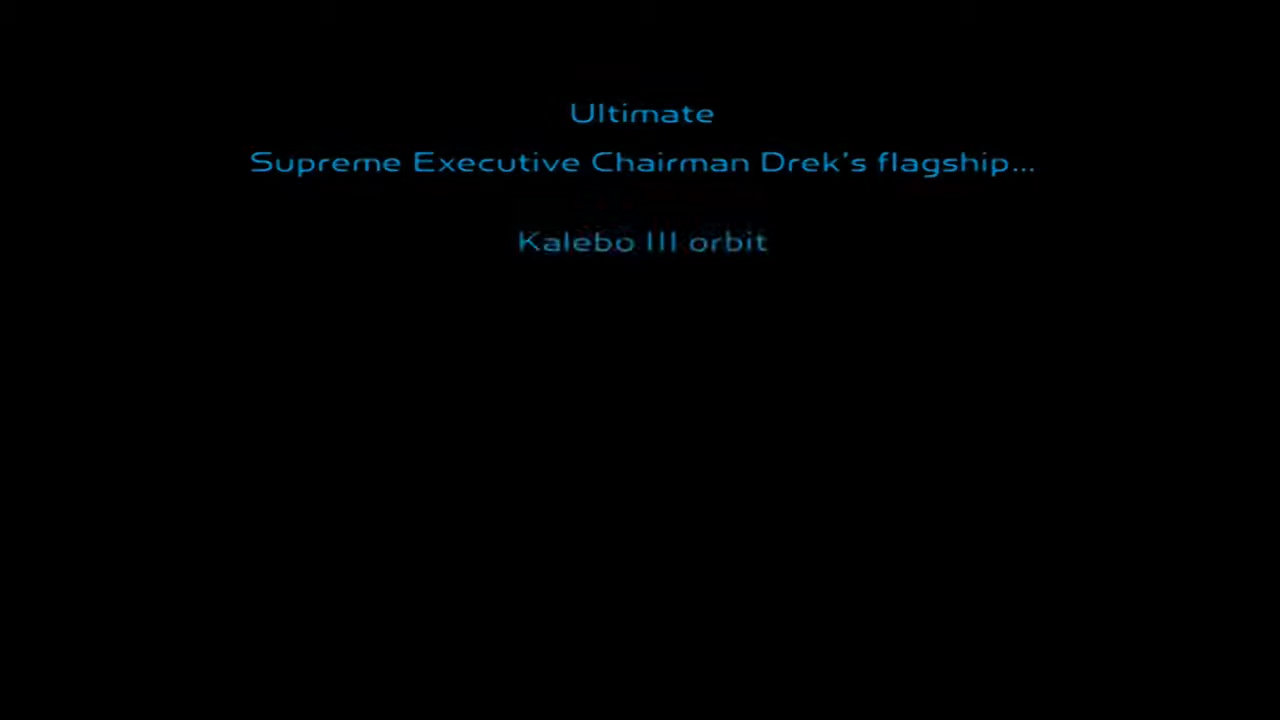 Ultimate
Supreme Executive Chairman Drek's flagship...
Kalebo III orbit